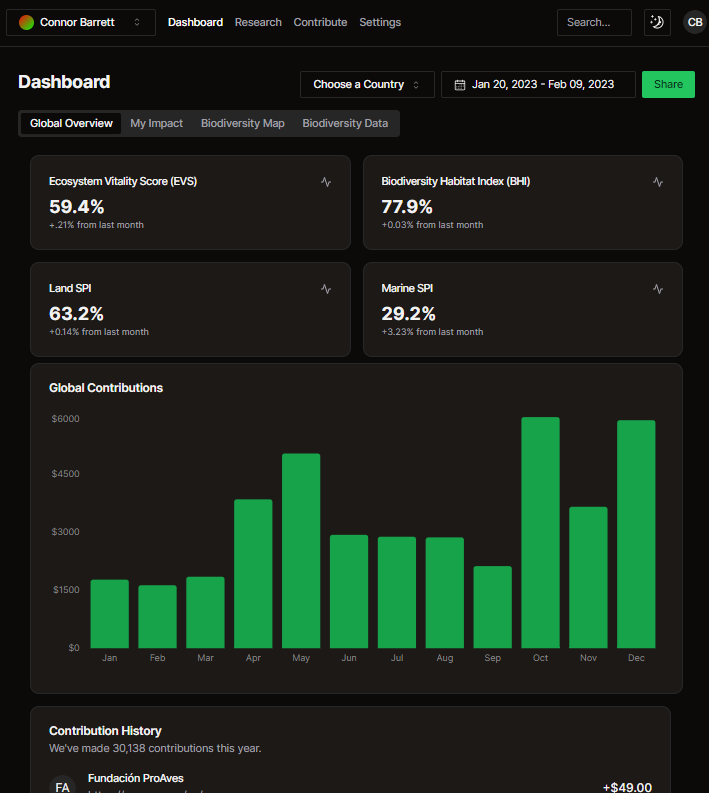 Connor Barrett
Dashboard Research Contribute Settings
Search...
CB
Dashboard
Choose a Country
Jan 20, 2023 - Feb 09, 2023
Share
Global Overview My Impact Biodiversity Map Biodiversity Data
Ecosystem Vitality Score (EVS)
59.4%
+.21% from last month
Biodiversity Habitat Index (BHI)
77.9%
+0.03% from last month
Land SPI
63.2%
+0.14% from last month
Marine SPI
29.2%
+3.23% from last month
Global Contributions
$6000
$4500
$3000
$1500
$0
Jan Feb Mar Apr May Jun Jul Aug Sep Oct Nov Dec
Contribution History
We've made 30,138 contributions this year.
FA
Fundación ProAves
+$49.00